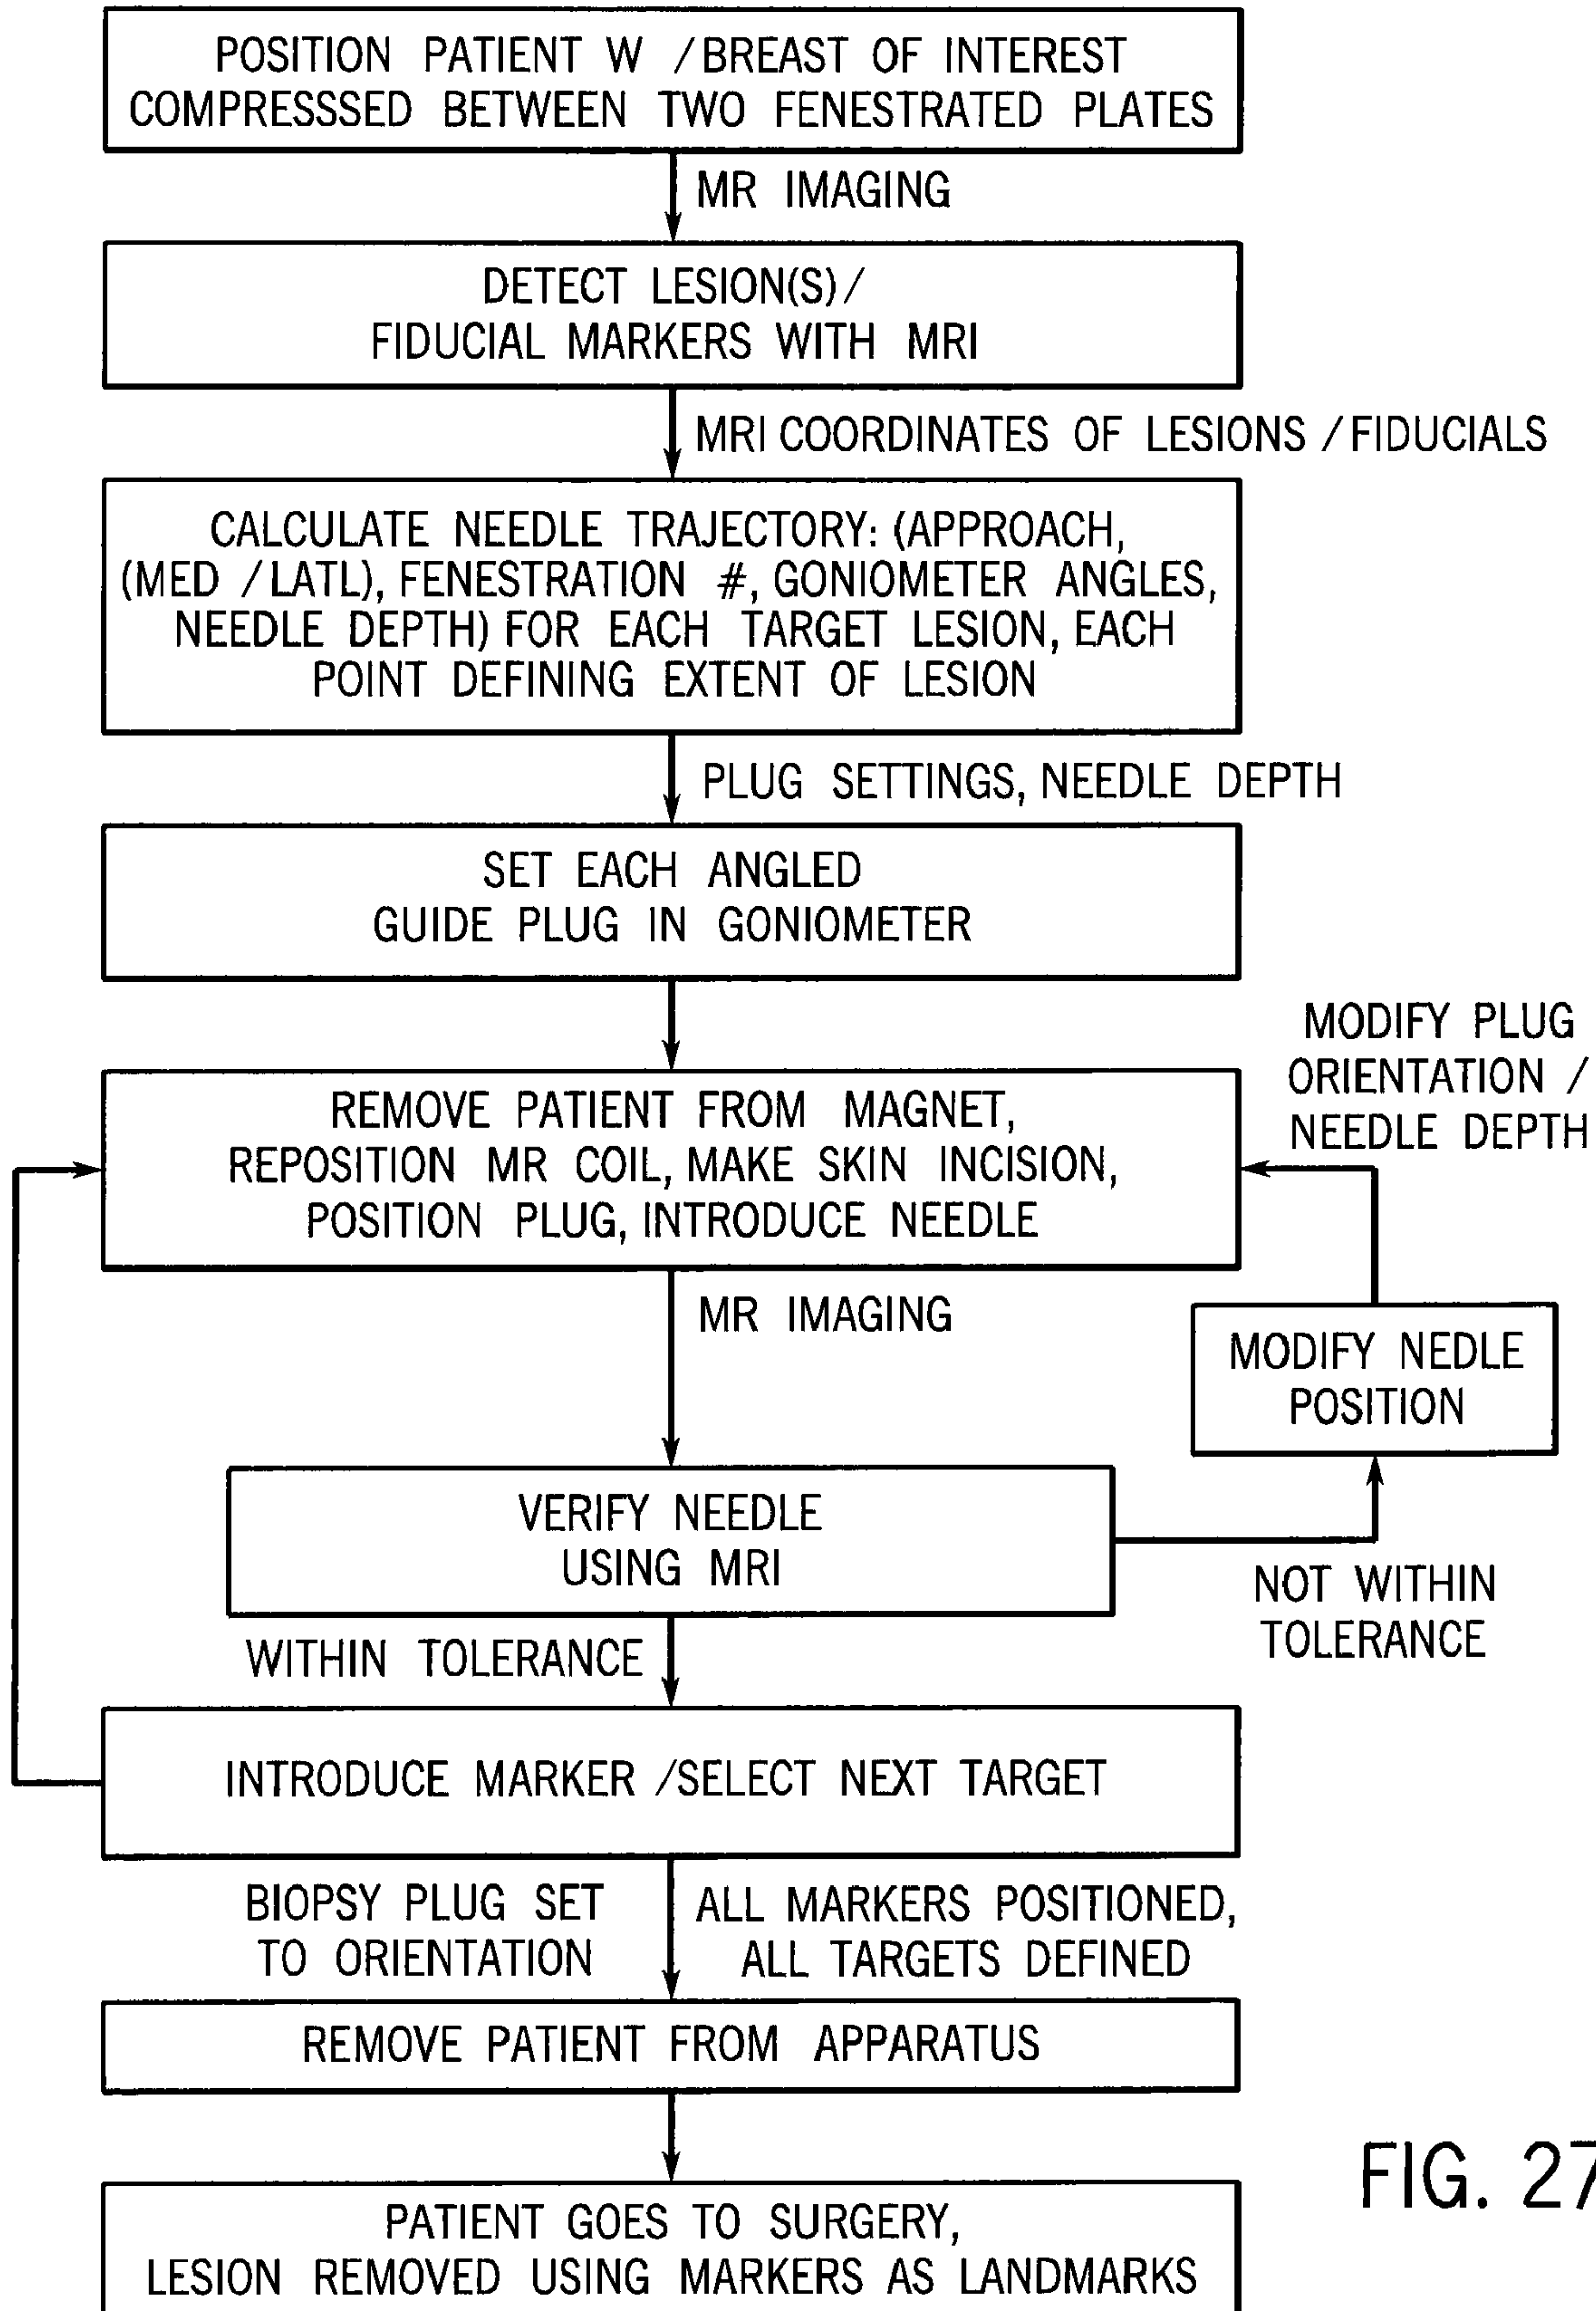 POSITION PATIENT W / BREAST OF INTEREST
COMPRESSSED BETWEEN TWO FENESTRATED PLATES
MR IMAGING
DETECT LESION(S) /
FIDUCIAL MARKERS WITH MRI
MRI COORDINATES OF LESIONS / FIDUCIALS
CALCULATE NEEDLE TRAJECTORY: (APPROACH,
(MED / LATL), FENESTRATION #, GONIOMETER ANGLES,
NEEDLE DEPTH) FOR EACH TARGET LESION, EACH
POINT DEFINING EXTENT OF LESION
PLUG SETTINGS, NEEDLE DEPTH
SET EACH ANGLED
GUIDE PLUG IN GONIOMETER
MODIFY PLUG
ORIENTATION /
NEEDLE DEPTH
REMOVE PATIENT FROM MAGNET,
REPOSITION MR COIL, MAKE SKIN INCISION,
POSITION PLUG, INTRODUCE NEEDLE
MR IMAGING
MODIFY NEDLE
POSITION
VERIFY NEEDLE
USING MRI
NOT WITHIN
TOLERANCE
WITHIN TOLERANCE
INTRODUCE MARKER / SELECT NEXT TARGET
BIOPSY PLUG SET
TO ORIENTATION
ALL MARKERS POSITIONED,
ALL TARGETS DEFINED
REMOVE PATIENT FROM APPARATUS
PATIENT GOES TO SURGERY,
LESION REMOVED USING MARKERS AS LANDMARKS
FIG. 27